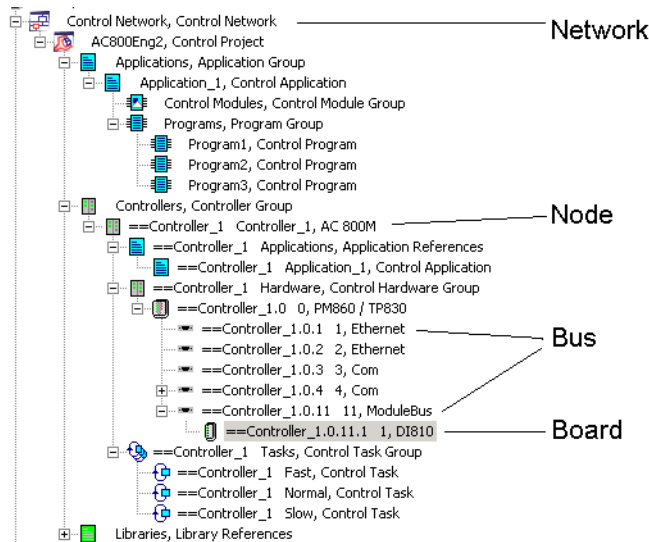 Control Network, Control Network
Network
AC800Eng2, Control Project
Applications, Application Group
Application_1, Control Application
Control Modules, Control Module Group
Programs, Program Group
Program1, Control Program
Program2, Control Program
Program3, Control Program
Controllers, Controller Group
Node
==Controller_1 Controller_1, AC 800M
==Controller_1 Applications, Application References
==Controller_1 Application_1, Control Application
==Controller_1 Hardware, Control Hardware Group
==Controller_1.0 0, PM860 / TP830
==Controller_1.0.1 1, Ethernet
Bus
==Controller_1.0.2 2, Ethernet
==Controller_1.0.3 3, Com
==Controller_1.0.4 4, Com
==Controller_1.0.11 11, ModuleBus
==Controller_1.0.11.1 1, DI810
Board
==Controller_1 Tasks, Control Task Group
==Controller_1 Fast, Control Task
==Controller_1 Normal, Control Task
==Controller_1 Slow, Control Task
Libraries, Library References